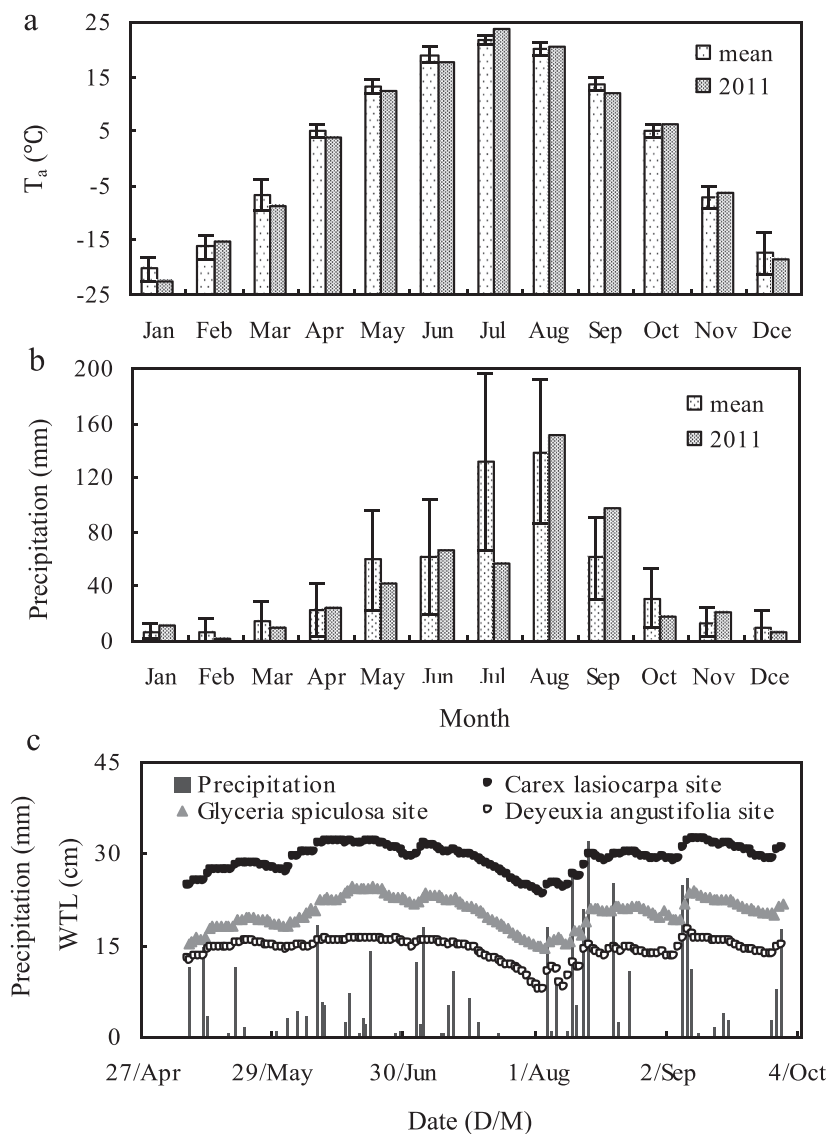 a
25
15
5
-5
-15
-25
Ta (℃)
mean
2011
Jan Feb Mar Apr May Jun Jul Aug Sep Oct Nov Dce
b
200
160
120
80
40
0
Precipitation (mm)
mean
2011
Jan Feb Mar Apr May Jun Jul Aug Sep Oct Nov Dce
Month
c
45
30
15
0
Precipitation (mm)
WTL (cm)
Precipitation
Carex lasiocarpa site
Glyceria spiculosa site
Deyeuxia angustifolia site
27/Apr 29/May 30/Jun 1/Aug 2/Sep 4/Oct
Date (D/M)